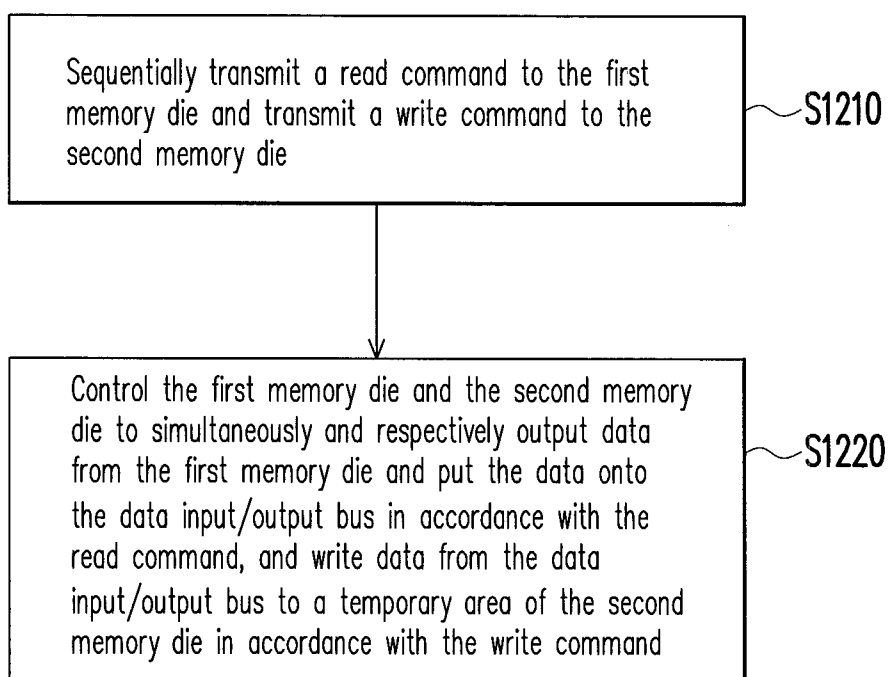 Sequentially transmit a read command to the first
memory die and transmit a write command to the
second memory die
S1210
Control the first memory die and the second memory
die to simultaneously and respectively output data
from the first memory die and put the data onto
the data input/output bus in accordance with the
read command, and write data from the data
input/output bus to a temporary area of the second
memory die in accordance with the write command
S1220